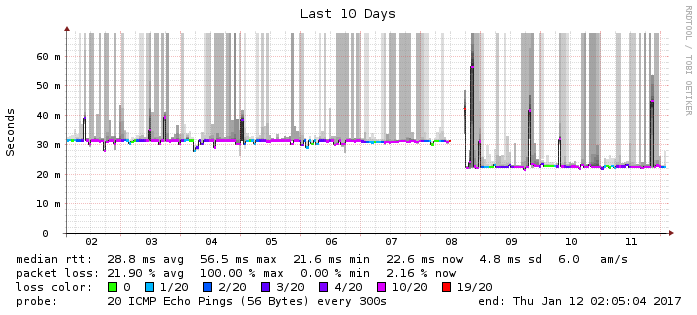 Last 10 Days
RRDTOOL / TOBI OETIKER
Seconds
60 m
50 m
40 m
30 m
20 m
10 m
0
02 03 04 05 06 07 08 09 10 11
median rtt: 28.8 ms avg 56.5 ms max 21.6 ms min 22.6 ms now 4.8 ms sd 6.0 am/s
packet loss: 21.90 % avg 100.00 % max 0.00 % min 2.16 % now
loss color: 0 1/20 2/20 3/20 4/20 10/20 19/20
probe: 20 ICMP Echo Pings (56 Bytes) every 300s end: Thu Jan 12 02:05:04 2017